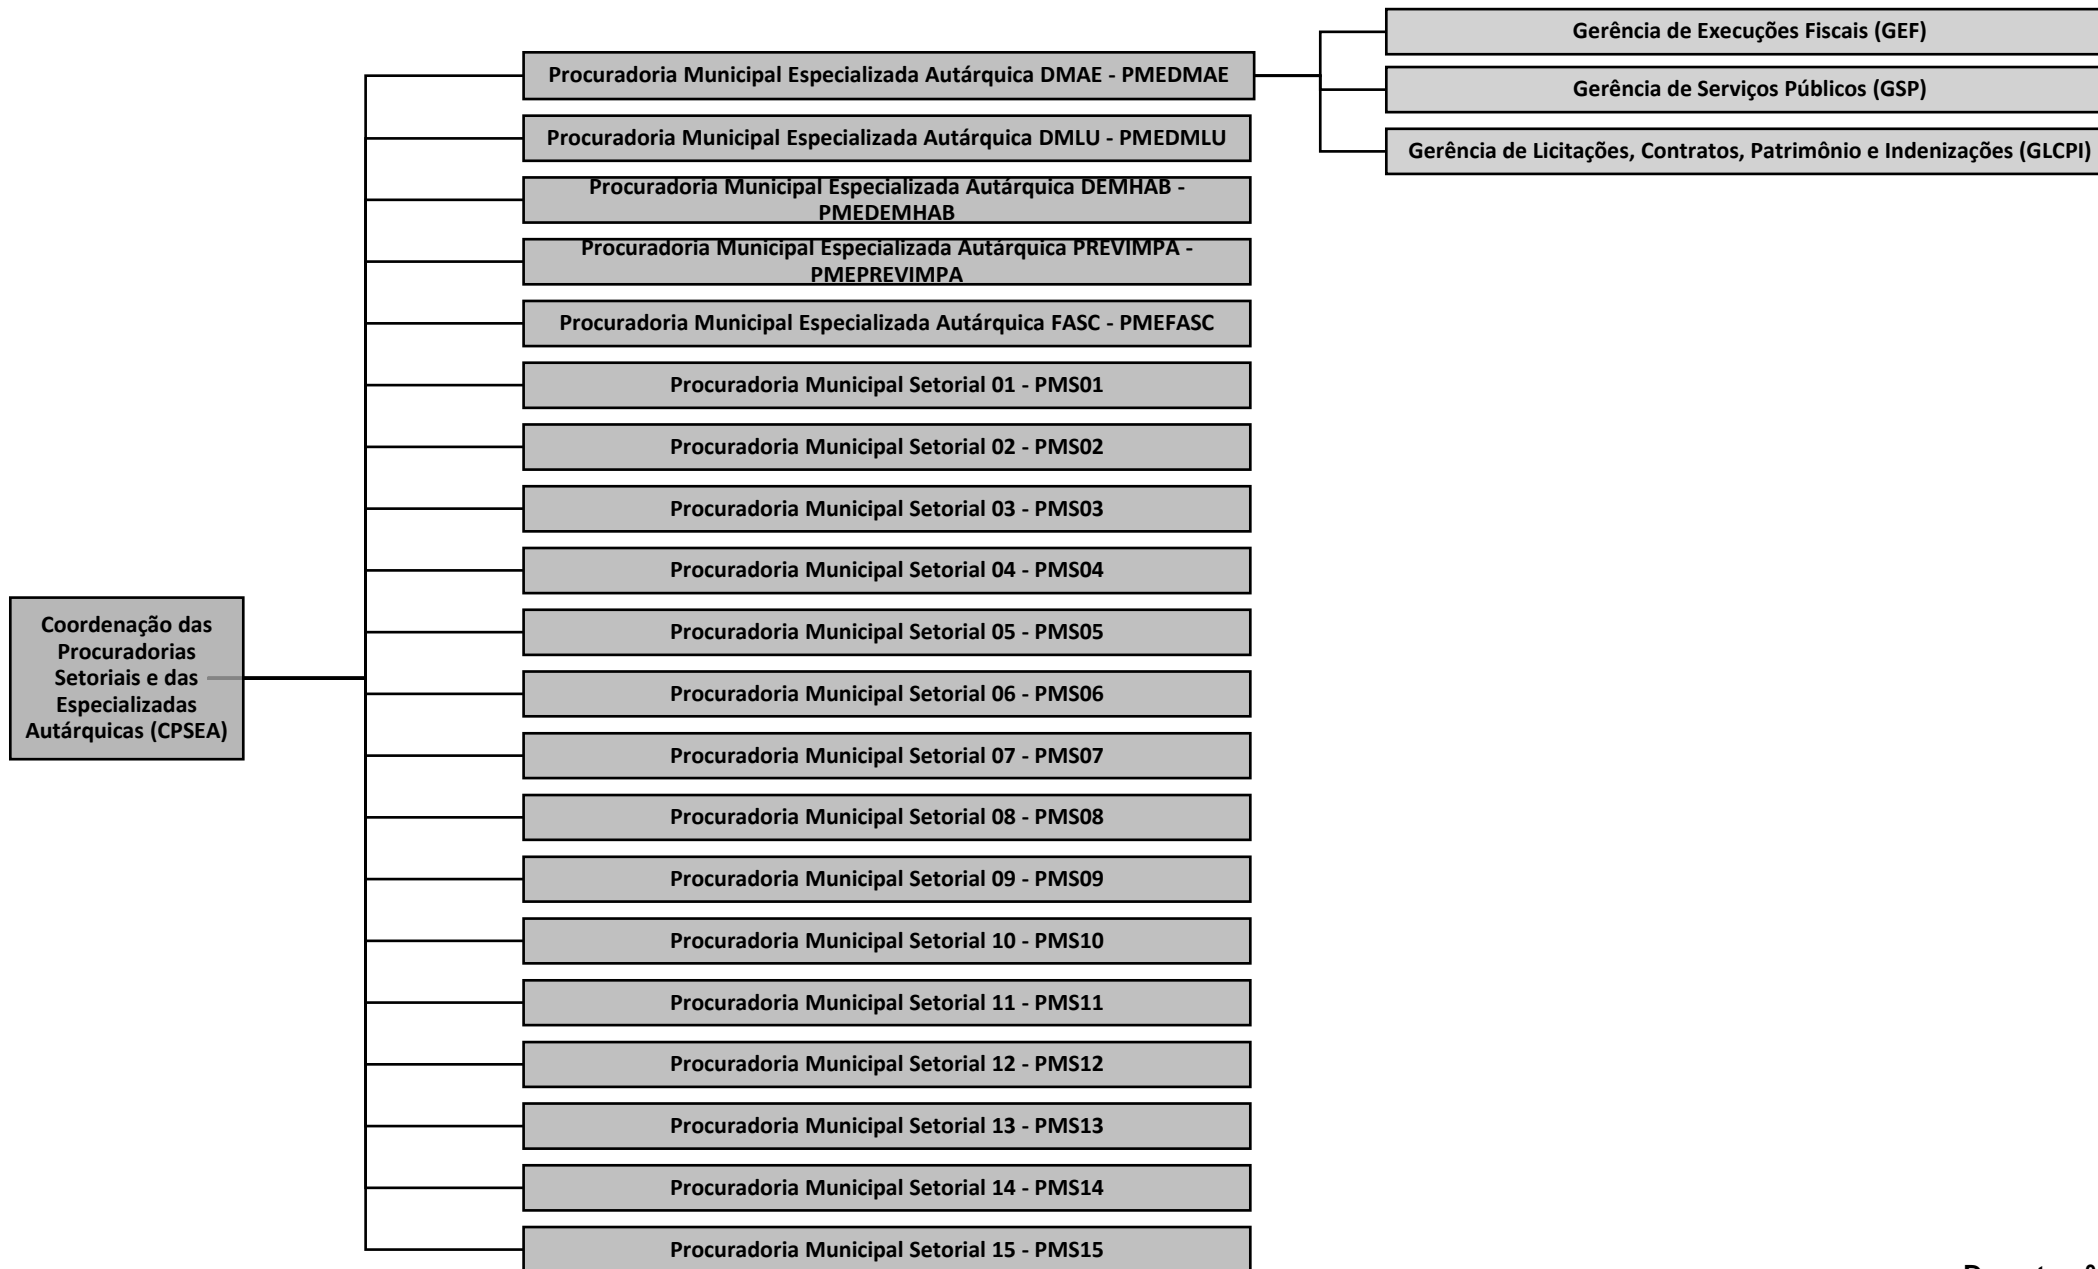 Coordenação das
Procuradorias
Setoriais e das
Especializadas
Autárquicas (CPSEA)
Procuradoria Municipal Especializada Autárquica DMAE - PMEDMAE
Gerência de Execuções Fiscais (GEF)
Gerência de Serviços Públicos (GSP)
Gerência de Licitações, Contratos, Patrimônio e Indenizações (GLCPI)
Procuradoria Municipal Especializada Autárquica DMLU - PMEDMLU
Procuradoria Municipal Especializada Autárquica DEMHAB -
PMEDEMHAB
Procuradoria Municipal Especializada Autárquica PREVIMPA -
PMEPREVIMPA
Procuradoria Municipal Especializada Autárquica FASC - PMEFASC
Procuradoria Municipal Setorial 01 - PMS01
Procuradoria Municipal Setorial 02 - PMS02
Procuradoria Municipal Setorial 03 - PMS03
Procuradoria Municipal Setorial 04 - PMS04
Procuradoria Municipal Setorial 05 - PMS05
Procuradoria Municipal Setorial 06 - PMS06
Procuradoria Municipal Setorial 07 - PMS07
Procuradoria Municipal Setorial 08 - PMS08
Procuradoria Municipal Setorial 09 - PMS09
Procuradoria Municipal Setorial 10 - PMS10
Procuradoria Municipal Setorial 11 - PMS11
Procuradoria Municipal Setorial 12 - PMS12
Procuradoria Municipal Setorial 13 - PMS13
Procuradoria Municipal Setorial 14 - PMS14
Procuradoria Municipal Setorial 15 - PMS15